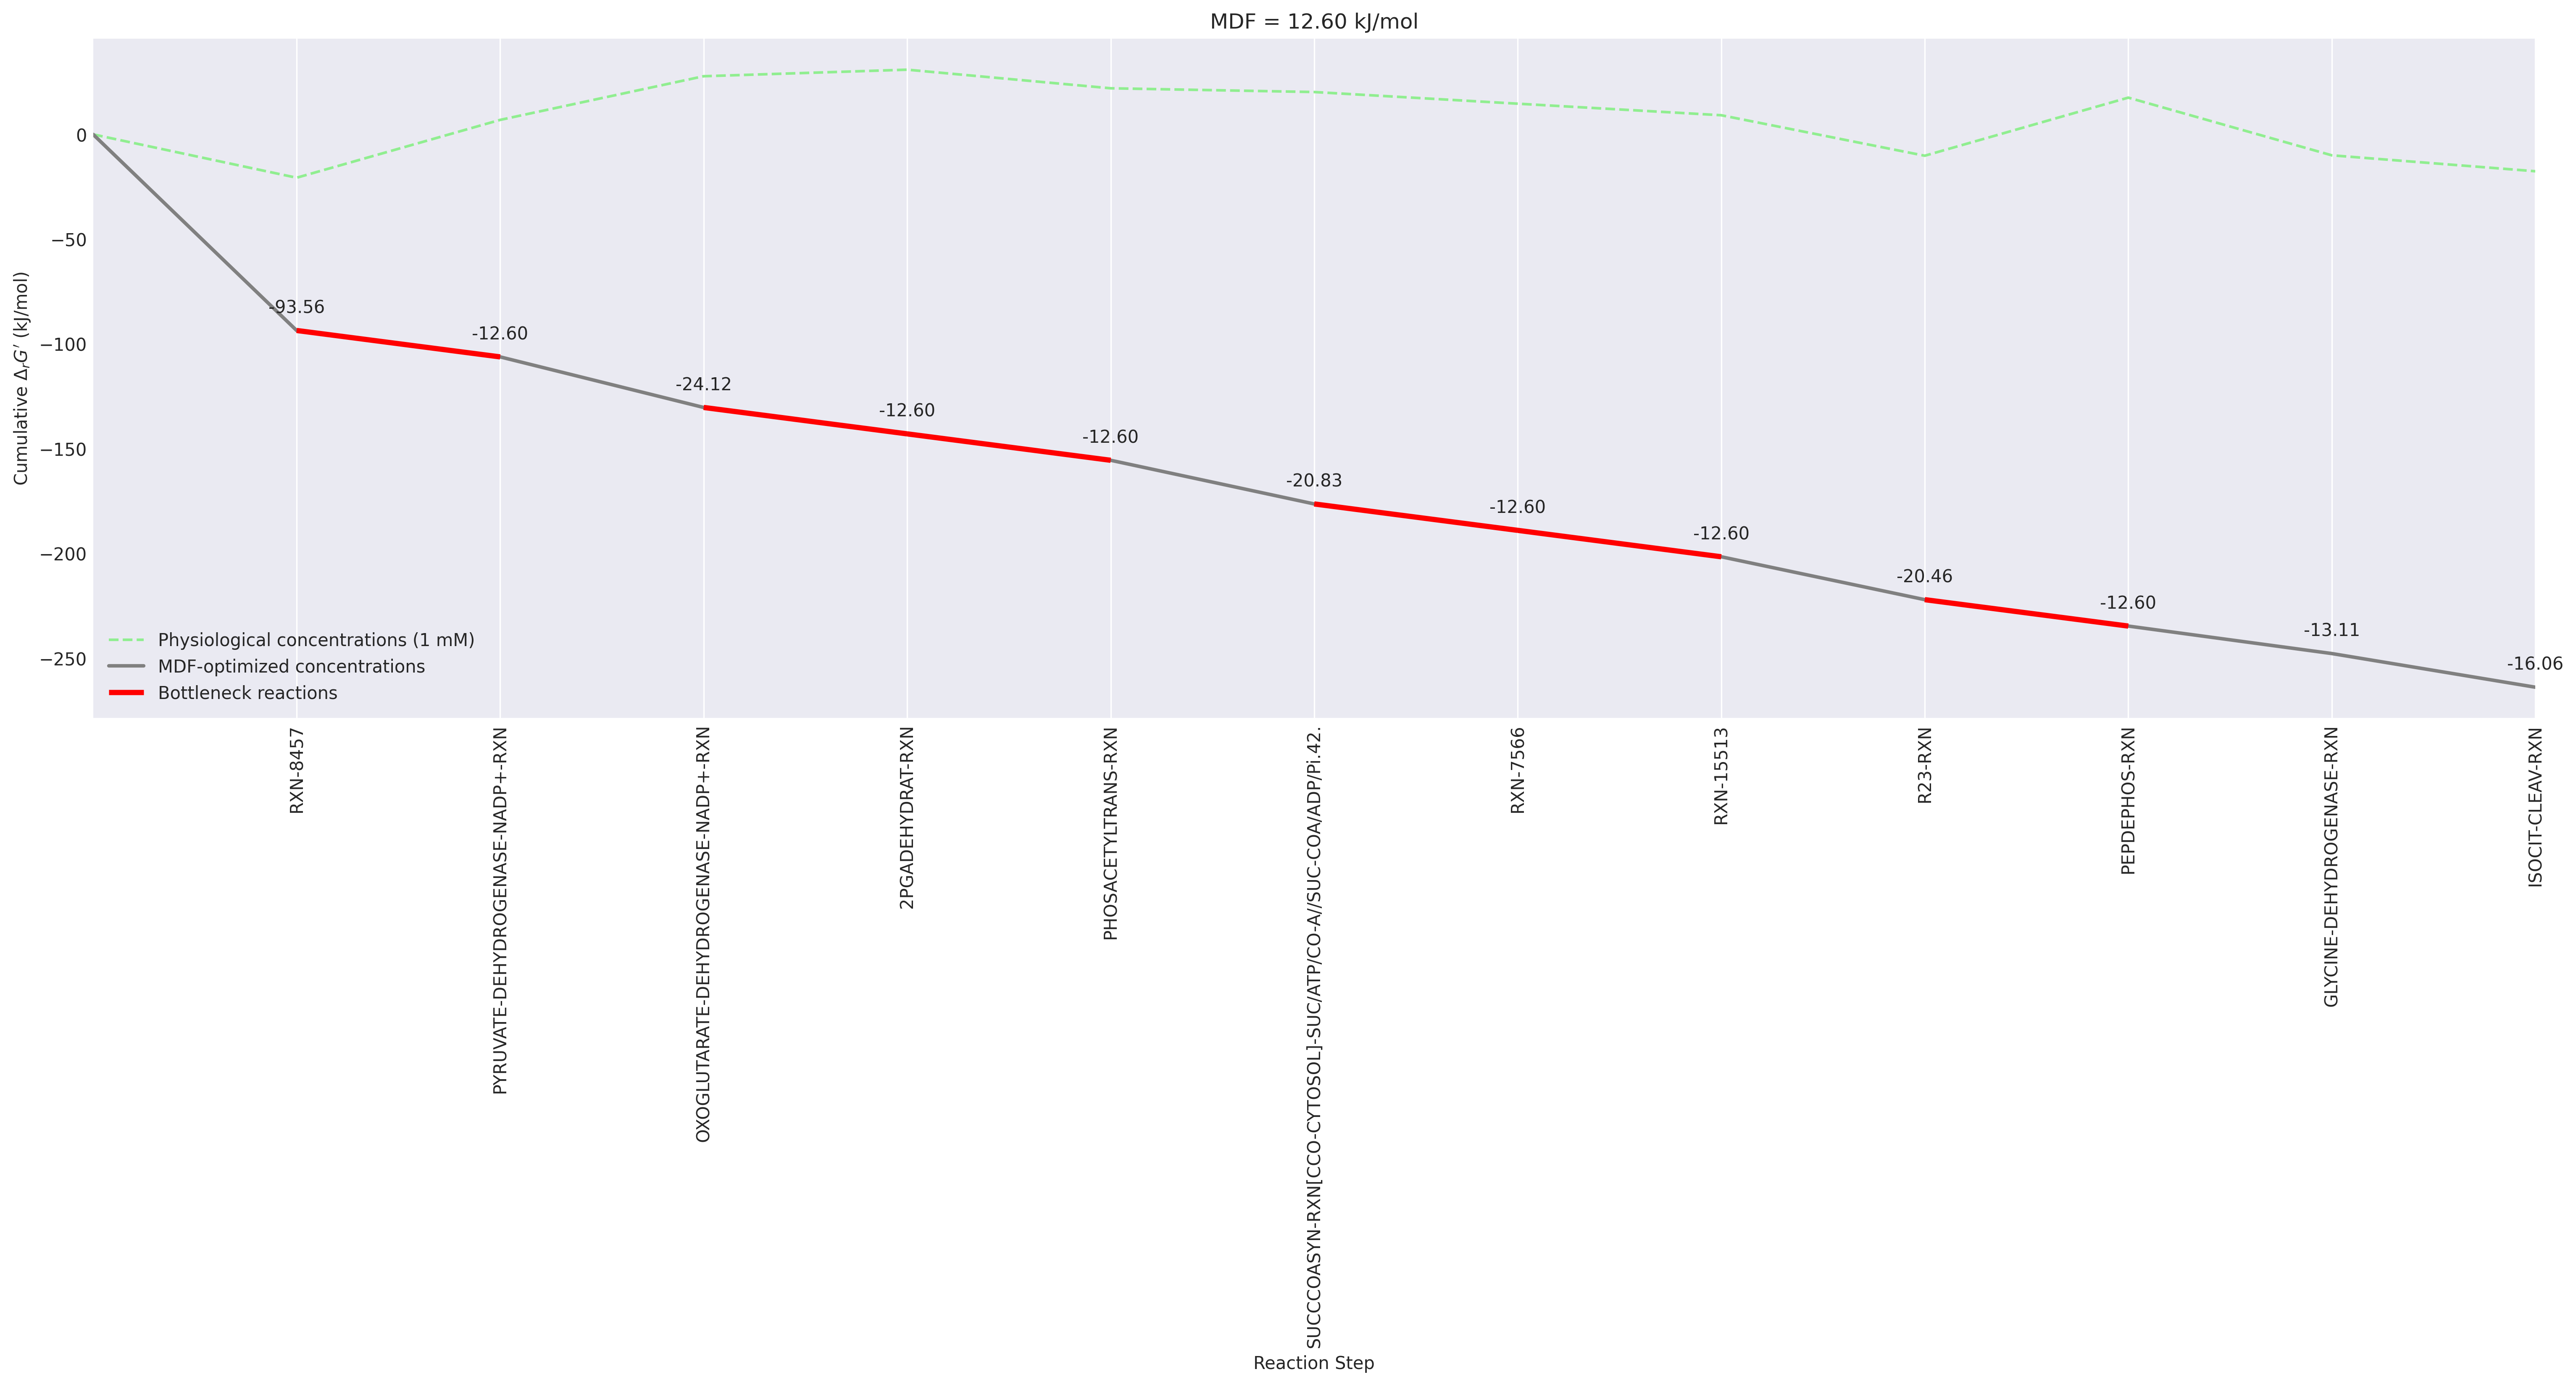 MDF = 12.60 kJ/mol
Cumulative ΔrG′ (kJ/mol)
0
−50
−100
−150
−200
−250
-93.56
-12.60
-24.12
-12.60
-12.60
-20.83
-12.60
-12.60
-20.46
-12.60
-13.11
-16.06
Physiological concentrations (1 mM)
MDF-optimized concentrations
Bottleneck reactions
RXN-8457
PYRUVATE-DEHYDROGENASE-NADP+-RXN
OXOGLUTARATE-DEHYDROGENASE-NADP+-RXN
2PGADEHYDRAT-RXN
PHOSACETYLTRANS-RXN
SUCCCOASYN-RXN[CCO-CYTOSOL]-SUC/ATP/CO-A//SUC-COA/ADP/Pi.42.
RXN-7566
RXN-15513
R23-RXN
PEPDEPHOS-RXN
GLYCINE-DEHYDROGENASE-RXN
ISOCIT-CLEAV-RXN
Reaction Step